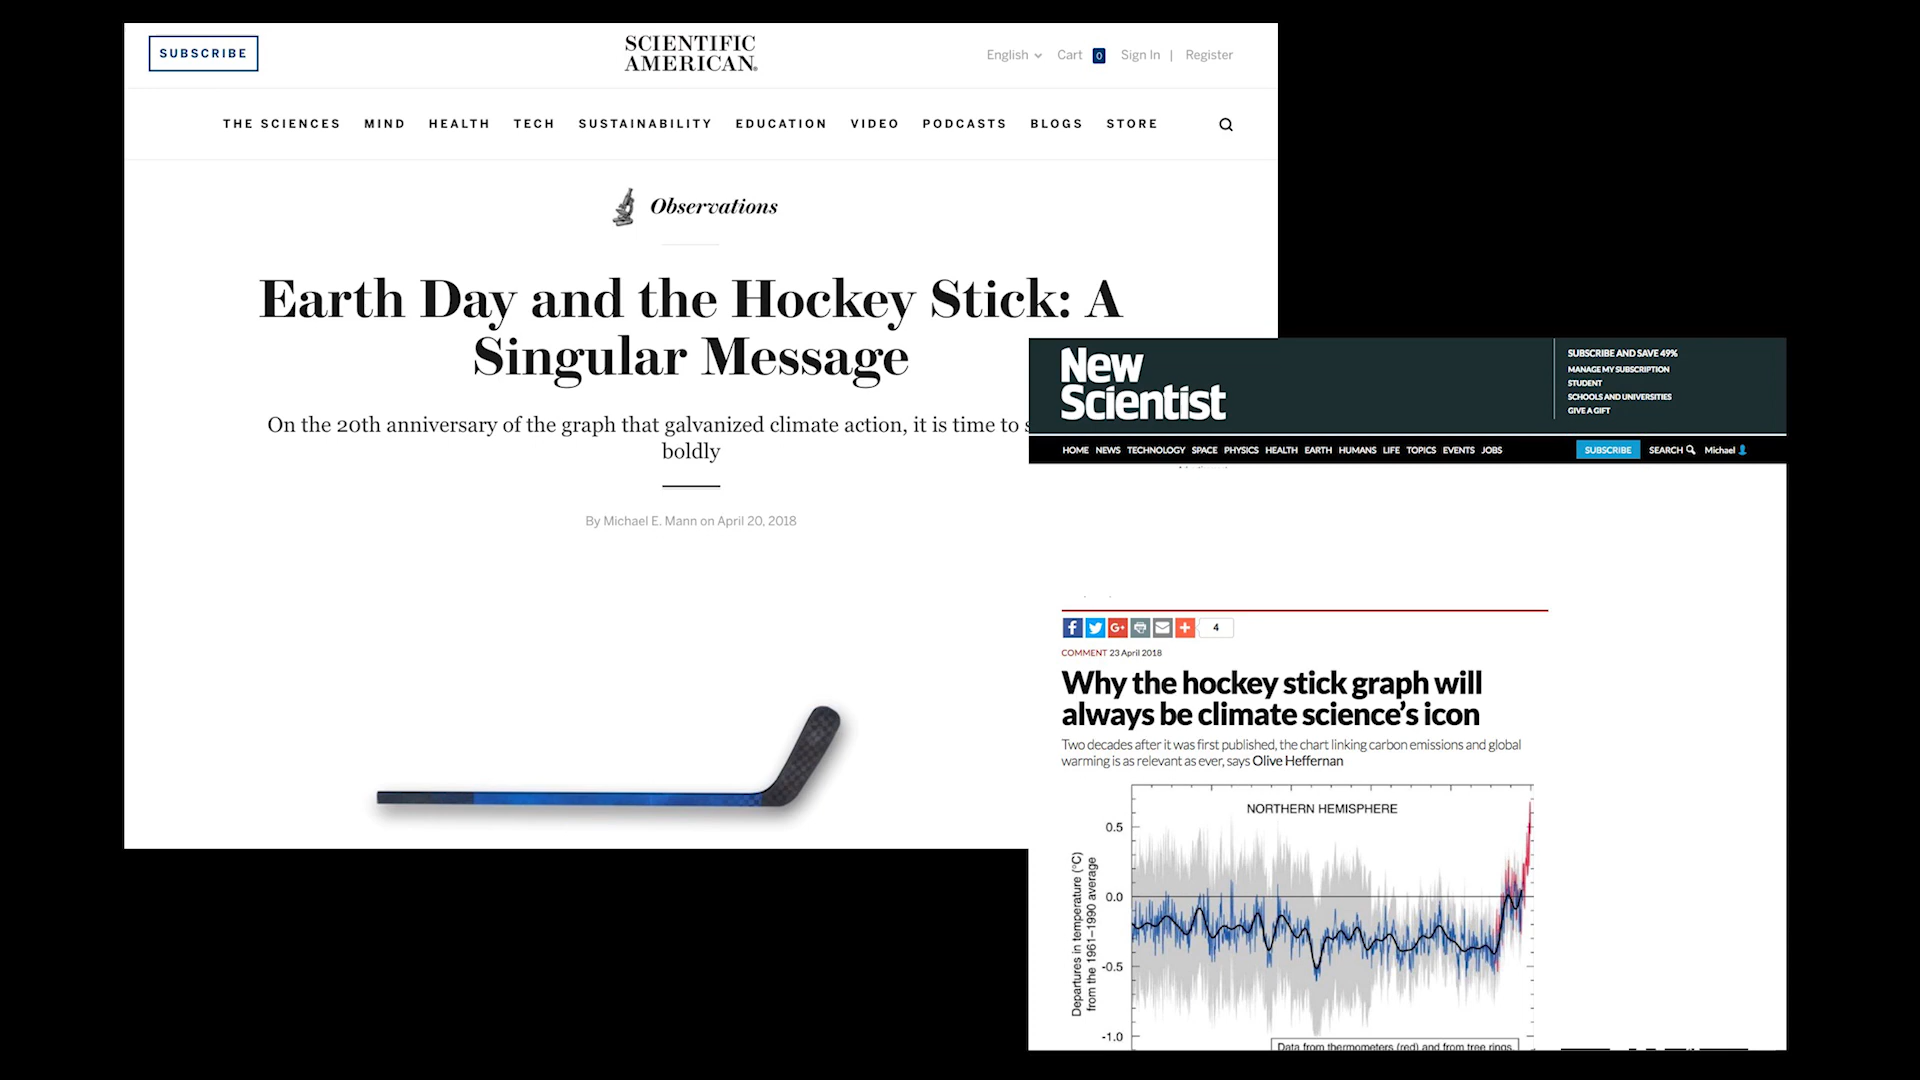 SUBSCRIBE
SCIENTIFIC
AMERICAN®
English
Cart 0 Sign In | Register
THE SCIENCES MIND HEALTH TECH SUSTAINABILITY EDUCATION VIDEO PODCASTS BLOGS STORE
Observations
Earth Day and the Hockey Stick: A
Singular Message
On the 20th anniversary of the graph that galvanized climate action, it is time to
boldly
By Michael E. Mann on April 20, 2018
New
Scientist
SUBSCRIBE AND SAVE 49%
MANAGE MY SUBSCRIPTION
STUDENT
SCHOOLS AND UNIVERSITIES
GIVE A GIFT
HOME NEWS TECHNOLOGY SPACE PHYSICS HEALTH EARTH HUMANS LIFE TOPICS EVENTS JOBS
SUBSCRIBE SEARCH Michael
f G+ + 4
COMMENT 23 April 2018
Why the hockey stick graph will
always be climate science's icon
Two decades after it was first published, the chart linking carbon emissions and global
warming is as relevant as ever, says Olive Heffernan
NORTHERN HEMISPHERE
Departures in temperature (°C)
from the 1961–1990 average
0.5
0.0
-0.5
-1.0
Data from thermometers (red) and from tree rings,